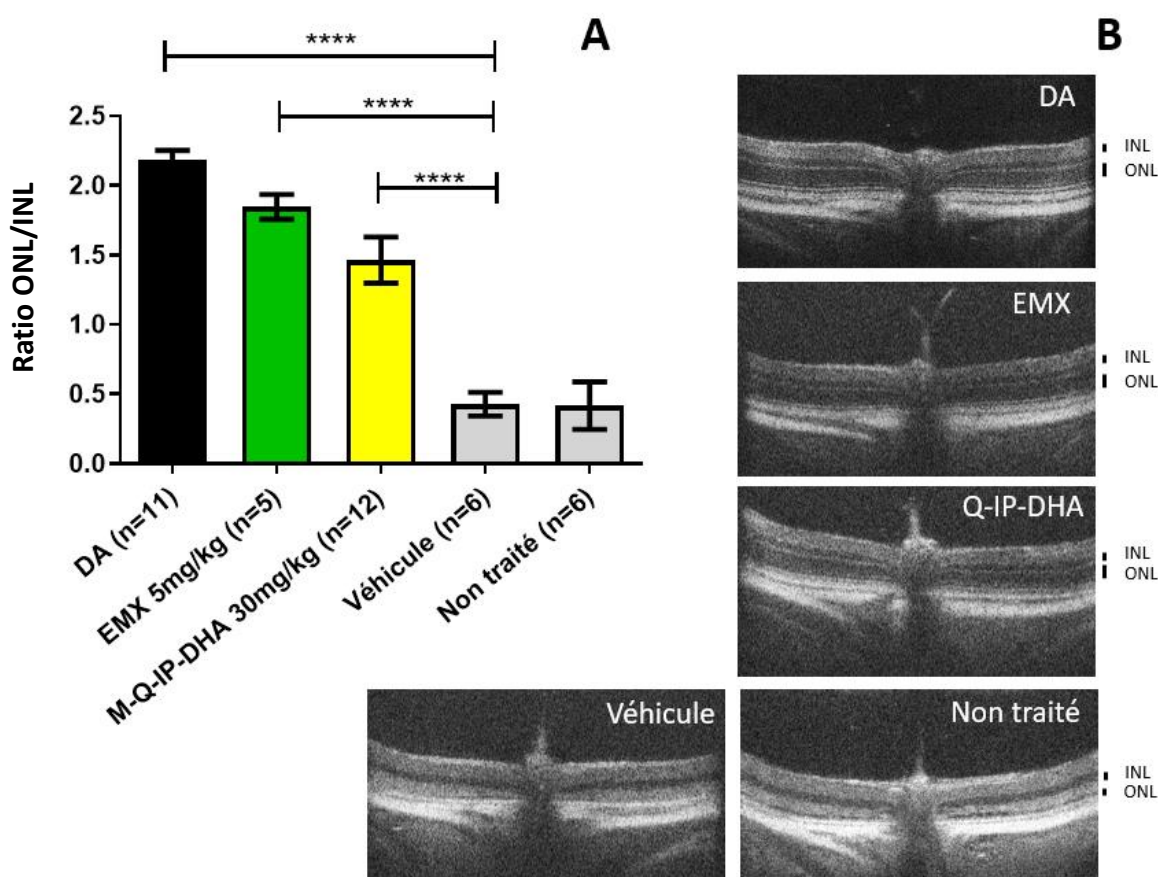 A
B
****
****
****
Ratio ONL/INL
2.5
2.0
1.5
1.0
0.5
0.0
DA (n=11)
EMX 5mg/kg (n=5)
M-Q-IP-DHA 30mg/kg (n=12)
Véhicule (n=6)
Non traité (n=6)
DA
INL
ONL
EMX
INL
ONL
Q-IP-DHA
INL
ONL
Véhicule
Non traité
INL
ONL